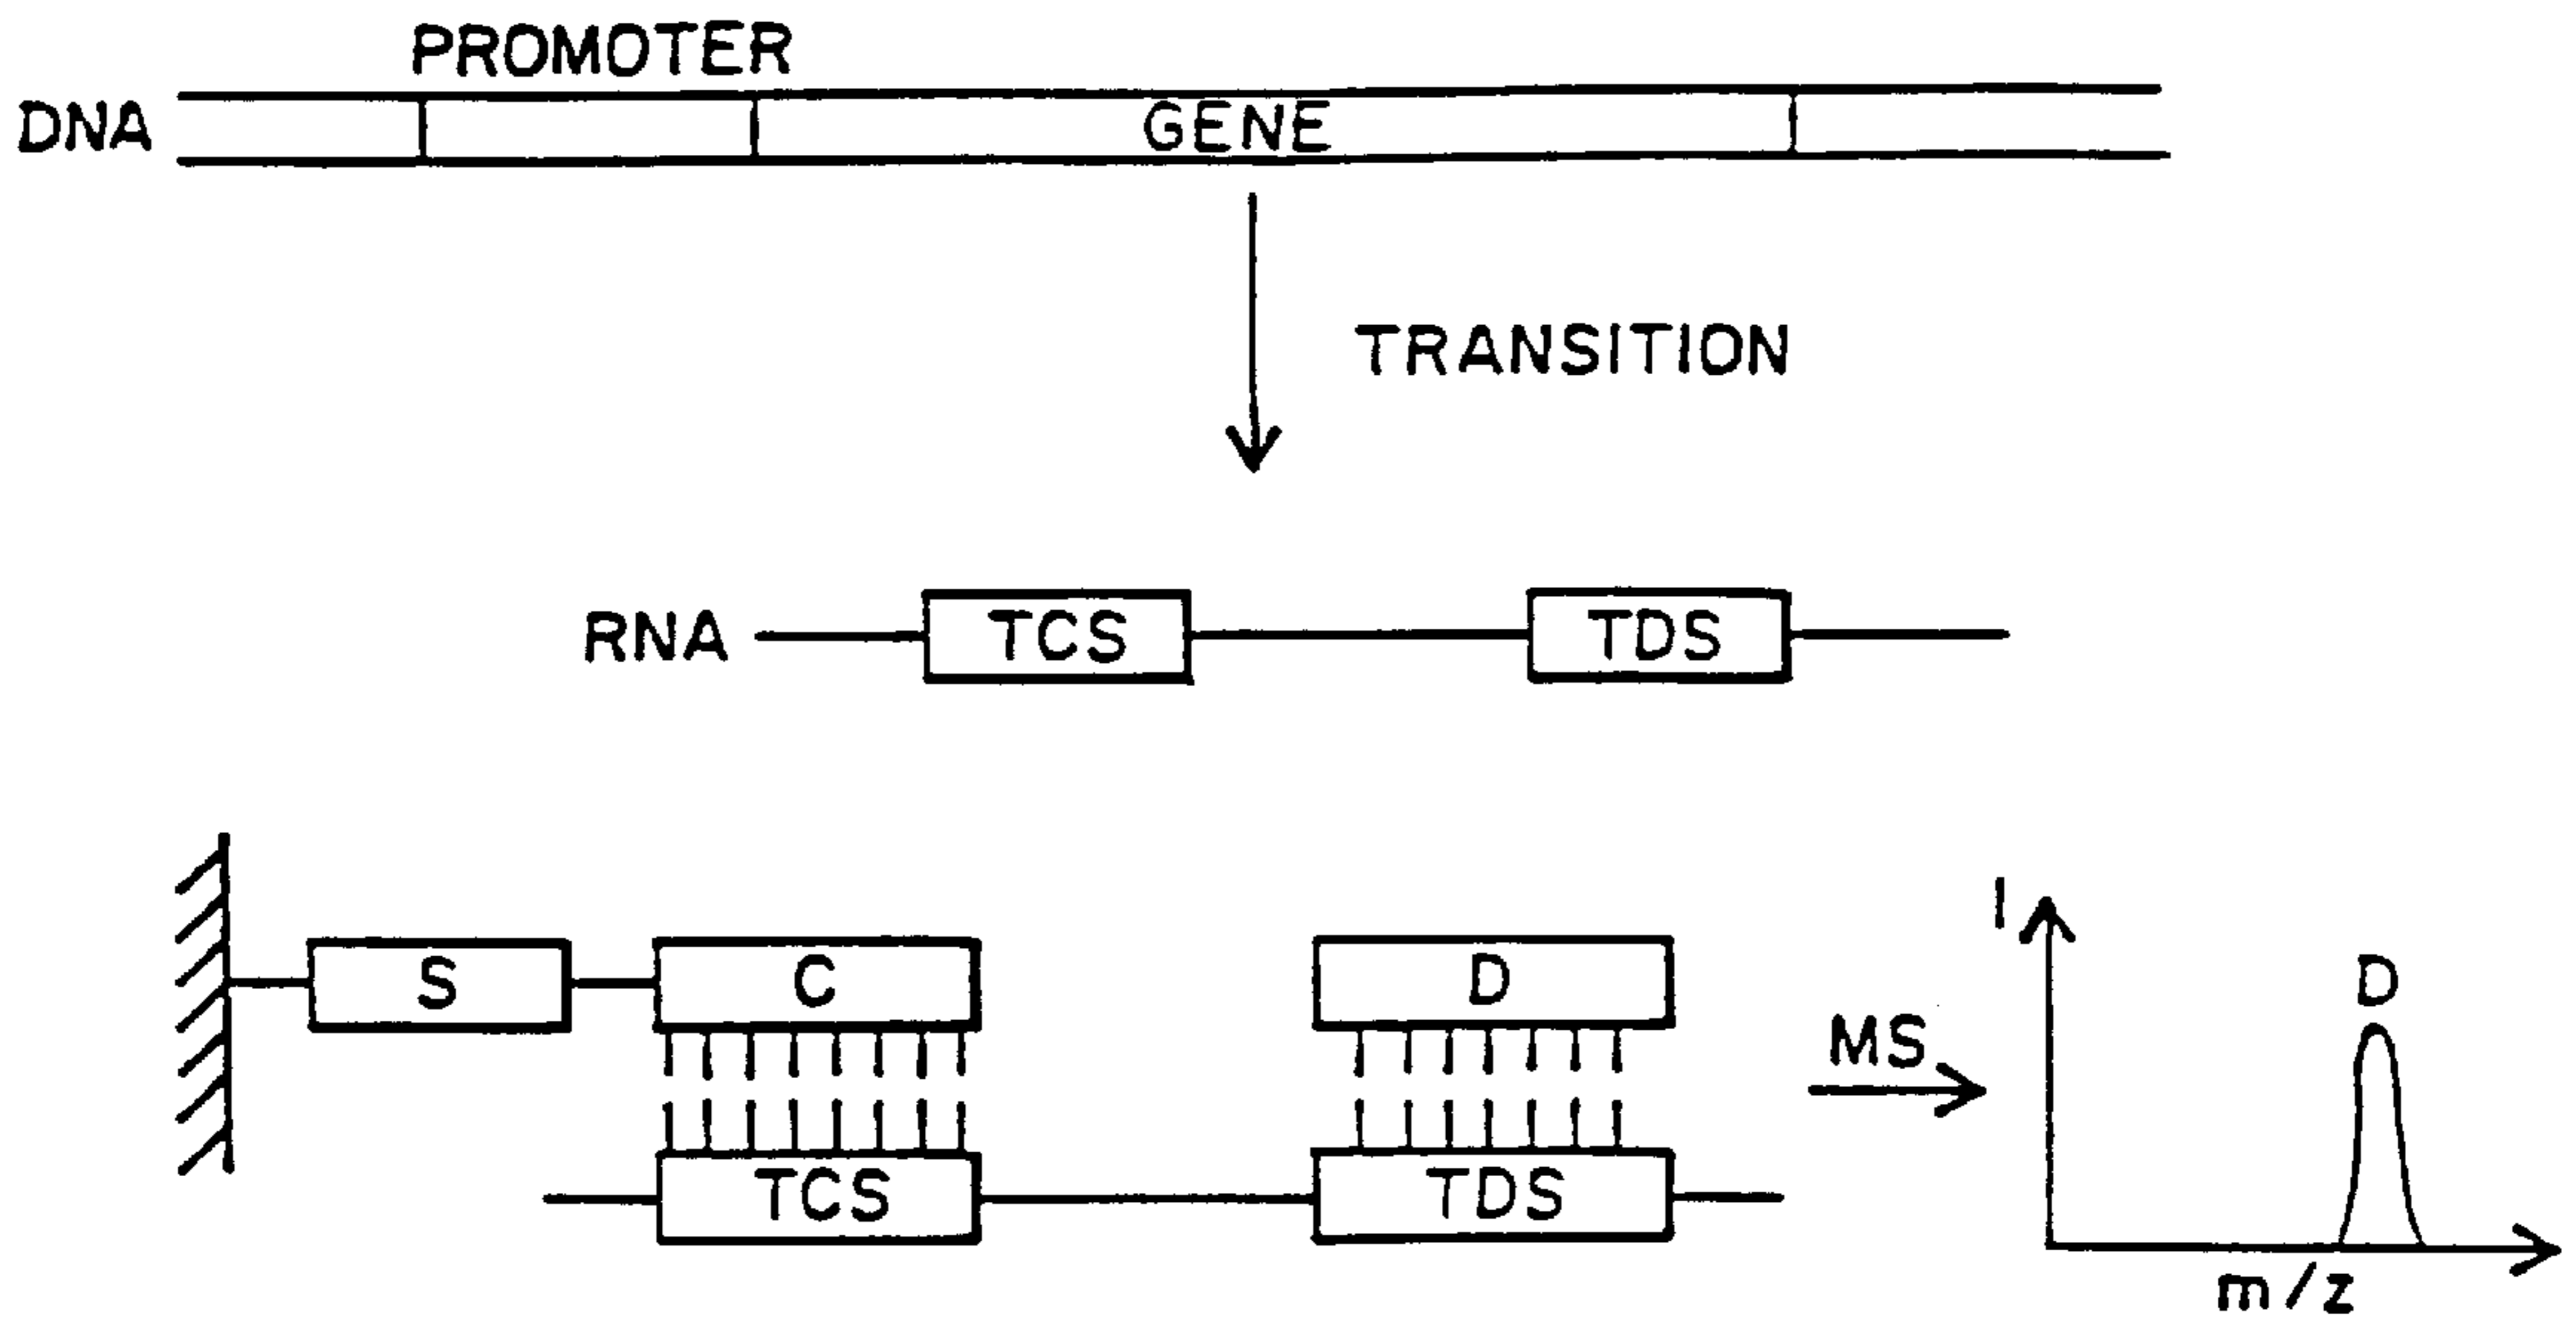 PROMOTER
DNA
GENE
TRANSITION
RNA
TCS
TDS
S
C
D
TCS
TDS
MS
I
D
m/z